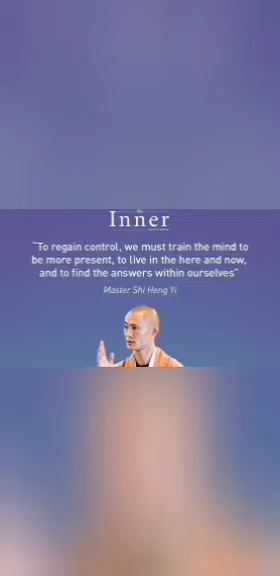 the
Inner
"To regain control, we must train the mind to
be more present, to live in the here and now,
and to find the answers within ourselves"
Master Shi Heng Yi